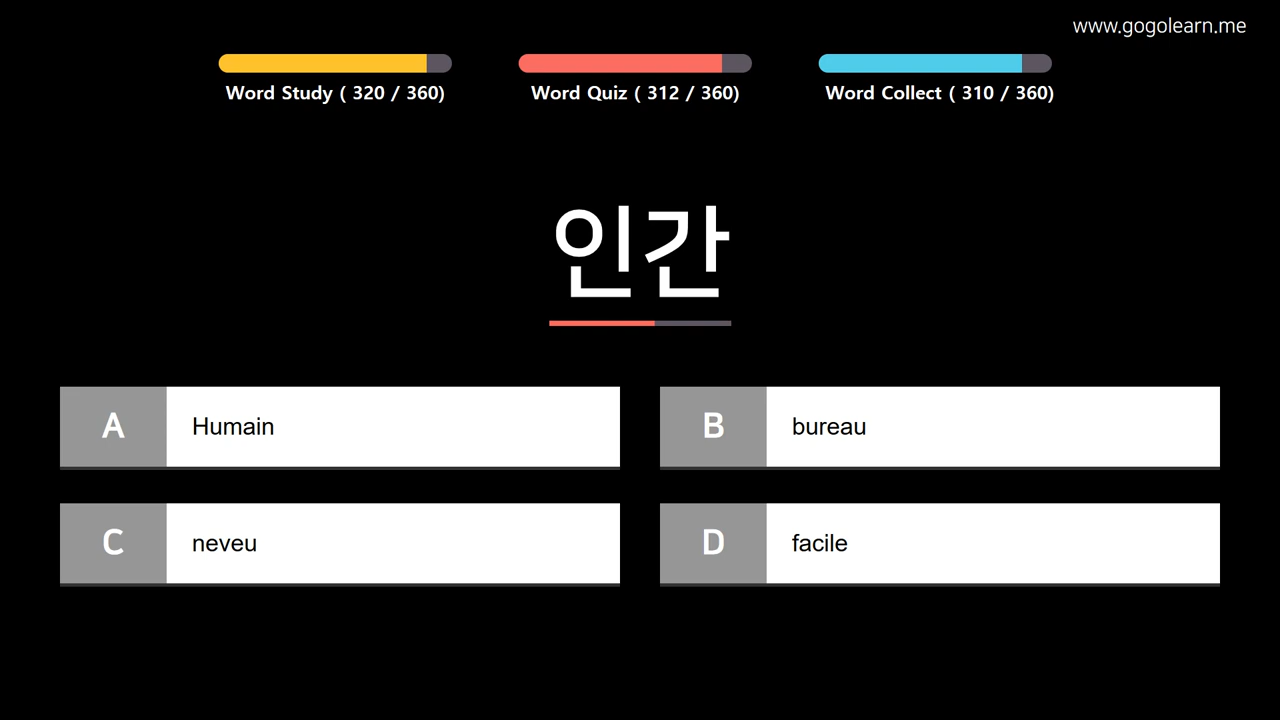 www.gogolearn.me
Word Study ( 320 / 360)
Word Quiz ( 312 / 360)
Word Collect ( 310 / 360)
인간
A Humain
B bureau
C neveu
D facile